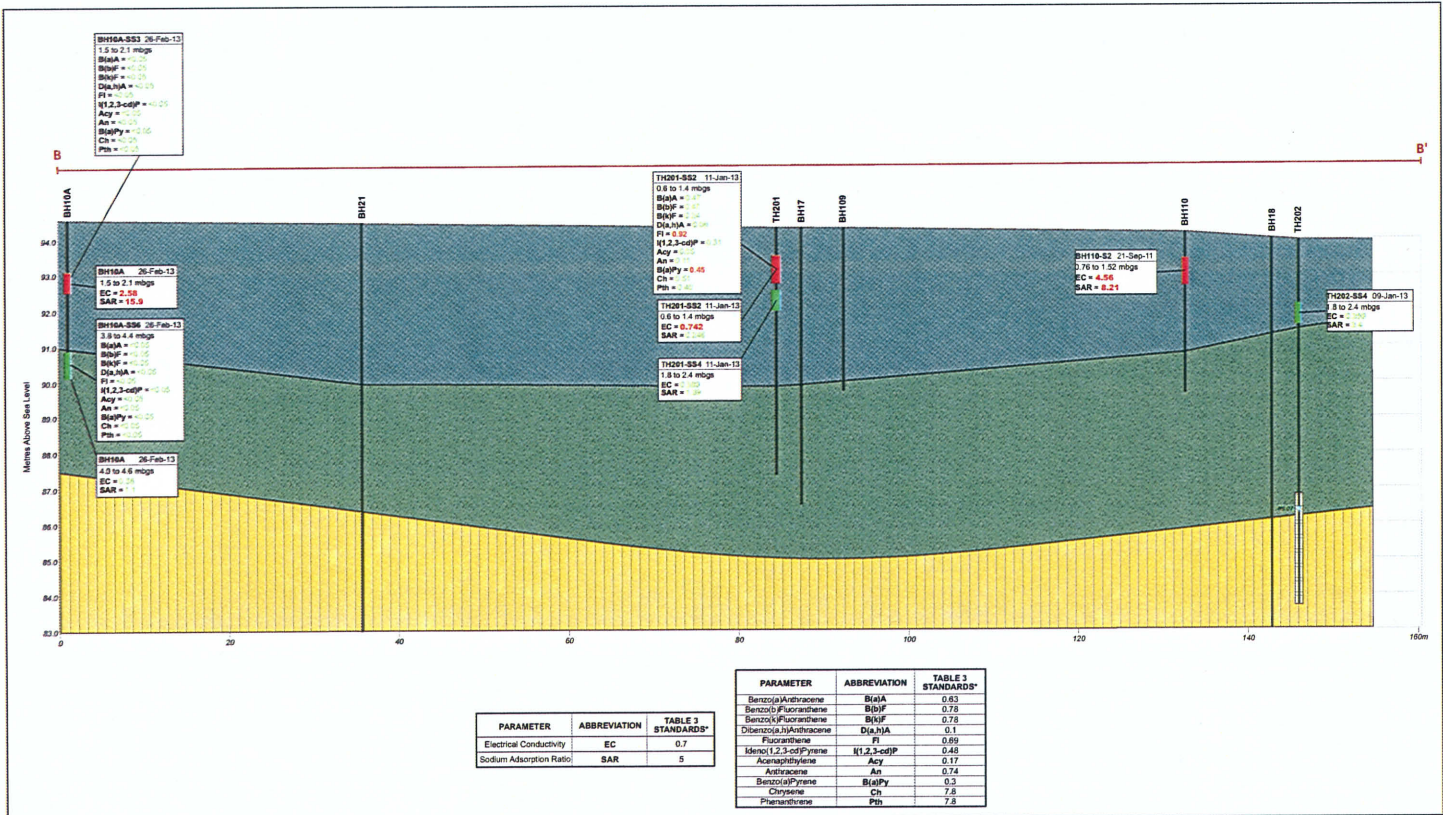 BH10A-SS3 26-Feb-13
1.5 to 2.1 mbgs
B(a)A =
B(b)F =
B(k)F =
D(a,h)A =
Fl =
I(1,2,3-cd)P =
Acy =
An =
B(a)Py =
Ch =
Pth =
B
B'
BH10A
BH21
TH201
BH17
BH109
BH110
BH18
TH202
BH10A 26-Feb-13
1.5 to 2.1 mbgs
EC = 2.58
SAR = 15.9
BH10A-SS6 26-Feb-13
3.8 to 4.4 mbgs
B(a)A =
B(b)F =
B(k)F =
D(a,h)A =
Fl =
I(1,2,3-cd)P =
Acy =
An =
B(a)Py =
Ch =
Pth =
BH10A 26-Feb-13
4.0 to 4.6 mbgs
EC =
SAR =
TH201-SS2 11-Jan-13
0.6 to 1.4 mbgs
B(a)A =
B(b)F =
B(k)F =
D(a,h)A =
Fl = 0.92
I(1,2,3-cd)P =
Acy =
An =
B(a)Py = 0.45
Ch =
Pth =
TH201-SS2 11-Jan-13
0.6 to 1.4 mbgs
EC = 0.742
SAR =
TH201-SS4 11-Jan-13
1.8 to 2.4 mbgs
EC =
SAR =
BH110-S2 21-Sep-11
0.76 to 1.52 mbgs
EC = 4.56
SAR = 8.21
TH202-SS4 09-Jan-13
1.8 to 2.4 mbgs
EC =
SAR =
Metres Above Sea Level
94.0
93.0
92.0
91.0
90.0
89.0
88.0
87.0
86.0
85.0
84.0
83.0
0
20
40
60
80
100
120
140
160m
PARAMETER ABBREVIATION TABLE 3 STANDARDS*
Electrical Conductivity EC 0.7
Sodium Adsorption Ratio SAR 5
PARAMETER ABBREVIATION TABLE 3 STANDARDS*
Benzo(a)Anthracene B(a)A 0.63
Benzo(b)Fluoranthene B(b)F 0.78
Benzo(k)Fluoranthene B(k)F 0.78
Dibenzo(a,h)Anthracene D(a,h)A 0.1
Fluoranthene Fl 0.69
Ideno(1,2,3-cd)Pyrene I(1,2,3-cd)P 0.48
Acenaphthylene Acy 0.17
Anthracene An 0.74
Benzo(a)Pyrene B(a)Py 0.3
Chrysene Ch 7.8
Phenanthrene Pth 7.8